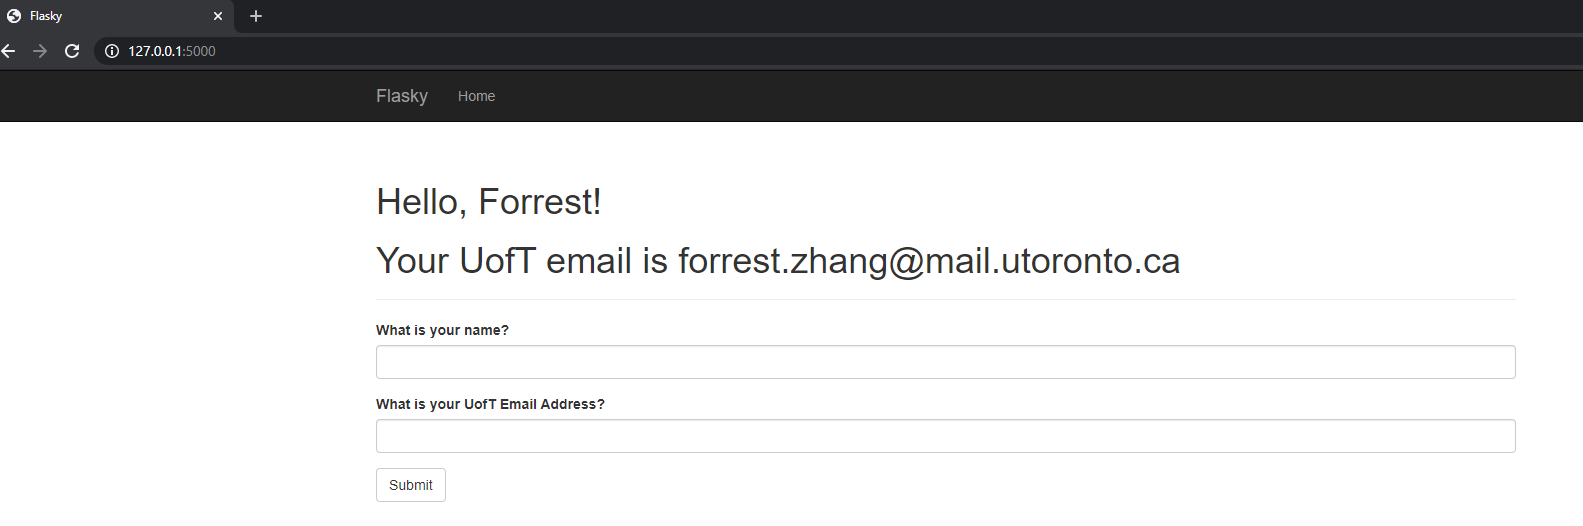 Flasky
127.0.0.1:5000
Flasky Home
Hello, Forrest!
Your UofT email is forrest.zhang@mail.utoronto.ca
What is your name?
What is your UofT Email Address?
Submit